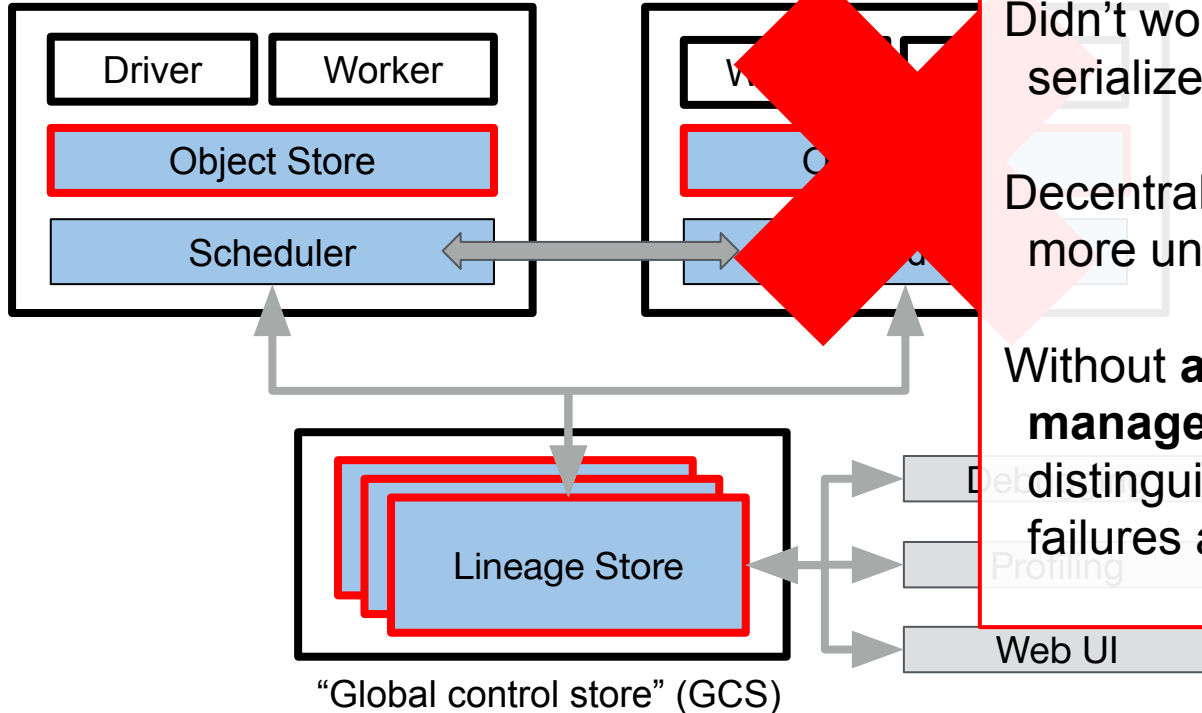 Driver
Worker
Object Store
Scheduler
Didn’t wo
serialize
Decentral
more un
Without a
manage
distingui
failures a
Lineage Store
Profiling
Web UI
“Global control store” (GCS)